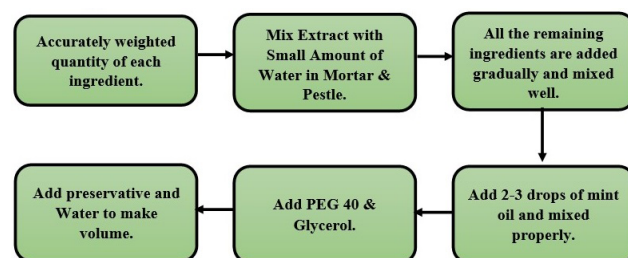 Accurately weighted
quantity of each
ingredient.
Mix Extract with
Small Amount of
Water in Mortar &
Pestle.
All the remaining
ingredients are added
gradually and mixed
well.
Add 2-3 drops of mint
oil and mixed
properly.
Add PEG 40 &
Glycerol.
Add preservative and
Water to make
volume.